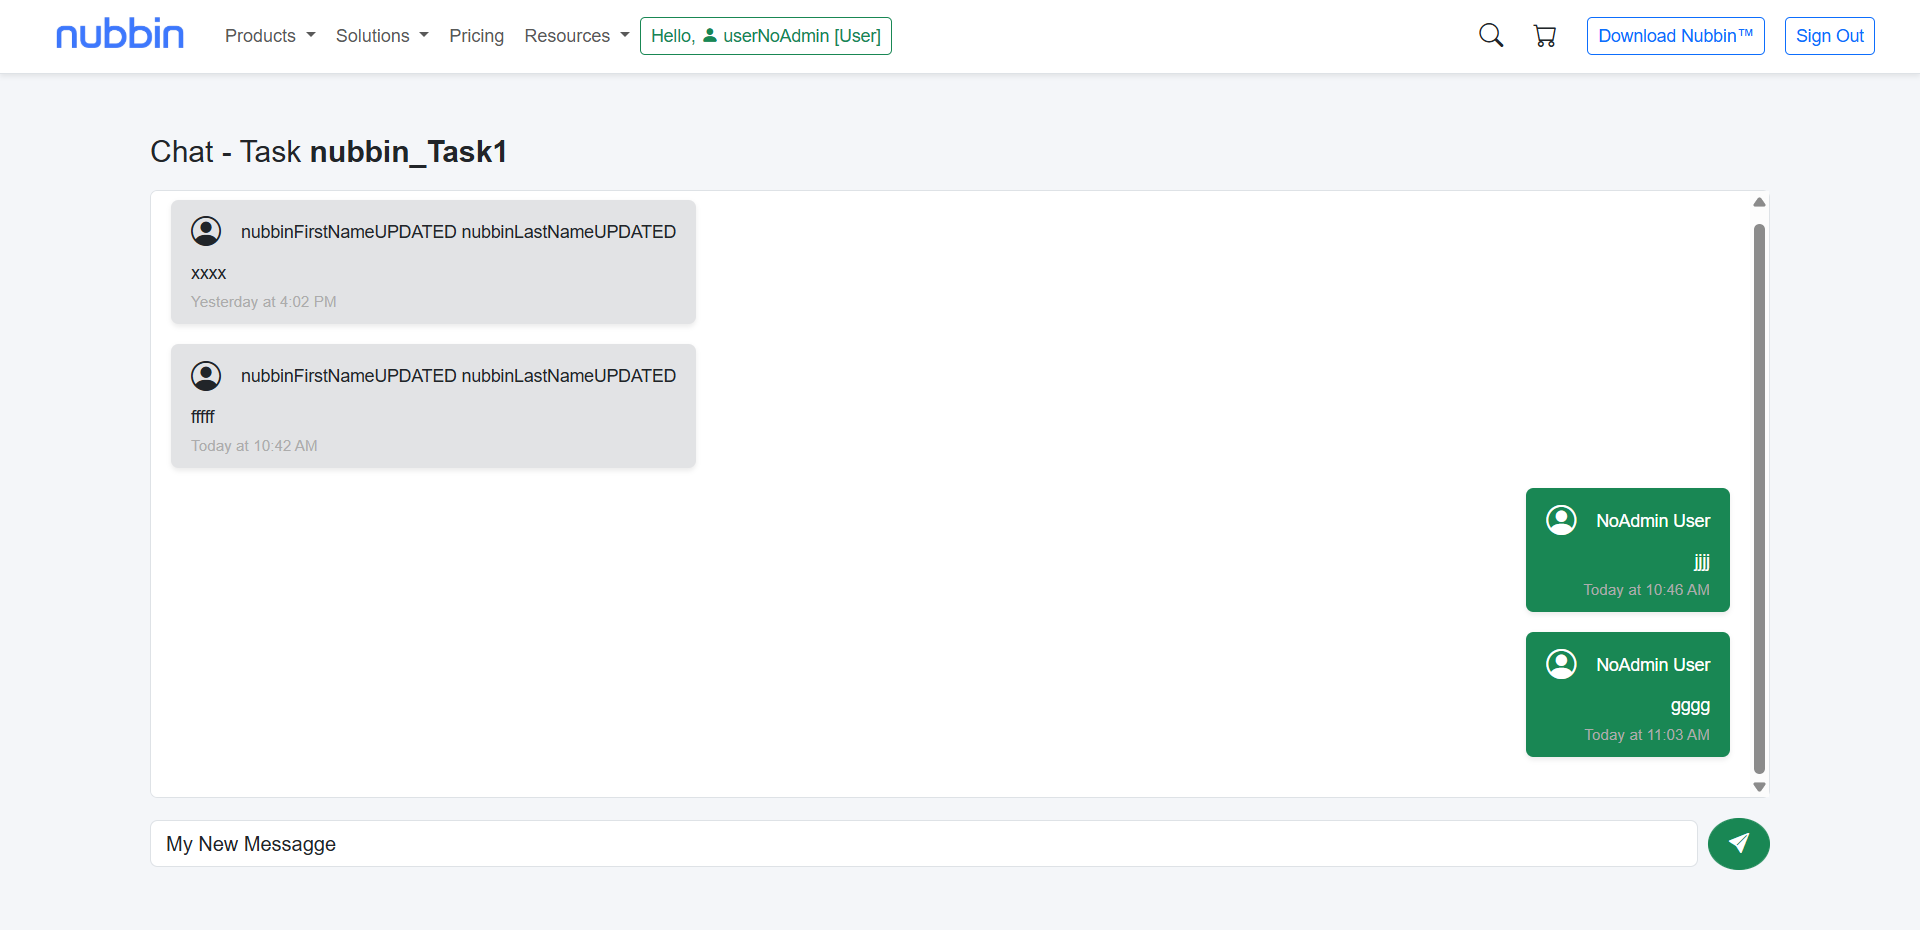 nubbin Products Solutions Pricing Resources Hello, userNoAdmin [User] Download Nubbin™ Sign Out
Chat - Task nubbin_Task1
nubbinFirstNameUPDATED nubbinLastNameUPDATED
xxxx
Yesterday at 4:02 PM
nubbinFirstNameUPDATED nubbinLastNameUPDATED
fffff
Today at 10:42 AM
NoAdmin User
jjjjj
Today at 10:46 AM
NoAdmin User
gggg
Today at 11:03 AM
My New Messagge